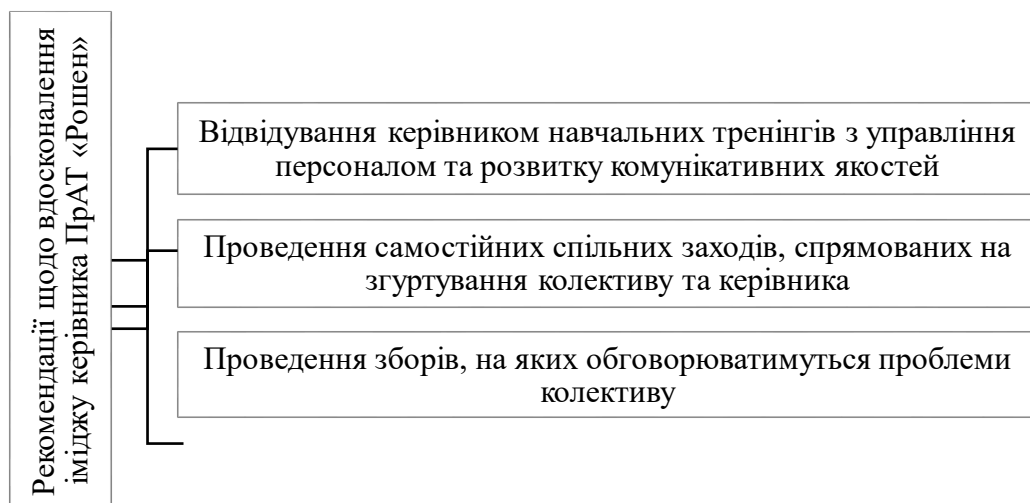 Рекомендації щодо вдосконалення
іміджу керівника ПрАТ «Рошен»
Відвідування керівником навчальних тренінгів з управління
персоналом та розвитку комунікативних якостей
Проведення самостійних спільних заходів, спрямованих на
згуртування колективу та керівника
Проведення зборів, на яких обговорюватимуться проблеми
колективу